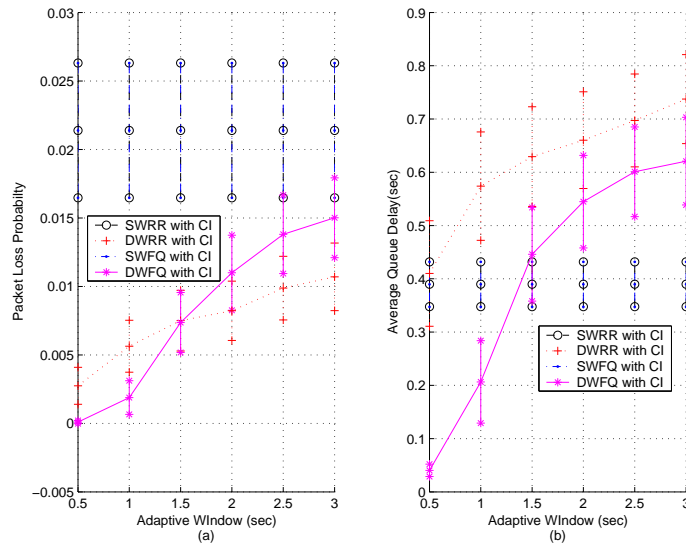 0.03
0.025
0.02
0.015
0.01
0.005
0
−0.005
Packet Loss Probabilty
SWRR with CI
DWRR with CI
SWFQ with CI
DWFQ with CI
0.5 1 1.5 2 2.5 3
Adaptive WIndow (sec)
(a)
0.9
0.8
0.7
0.6
0.5
0.4
0.3
0.2
0.1
0
Average Queue Delay(sec)
SWRR with CI
DWRR with CI
SWFQ with CI
DWFQ with CI
0.5 1 1.5 2 2.5 3
Adaptive WIndow (sec)
(b)